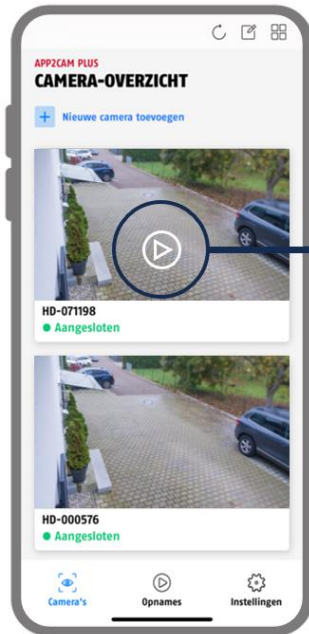 APP2CAM PLUS
CAMERA-OVERZICHT
Nieuwe camera toevoegen
HD-071198
Aangesloten
HD-000576
Aangesloten
Camera's
Opnames
Instellingen